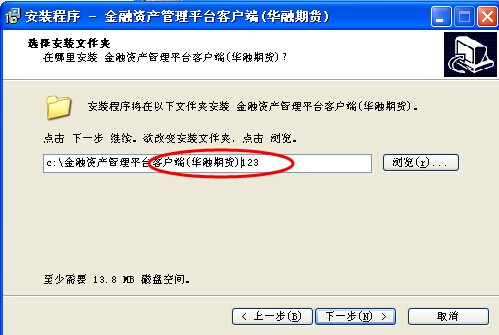 安装程序 - 金融资产管理平台客户端(华融期货)
选择安装文件夹
在哪里安装 金融资产管理平台客户端(华融期货)?
安装程序将在以下文件夹安装 金融资产管理平台客户端(华融期货)。
点击 下一步 继续。欲改变安装文件夹，点击 浏览。
c:\金融资产管理平台客户端(华融期货)123
浏览(r)...
至少需要 13.8 MB 磁盘空间。
< 上一步(B)
下一步(N) >
取消